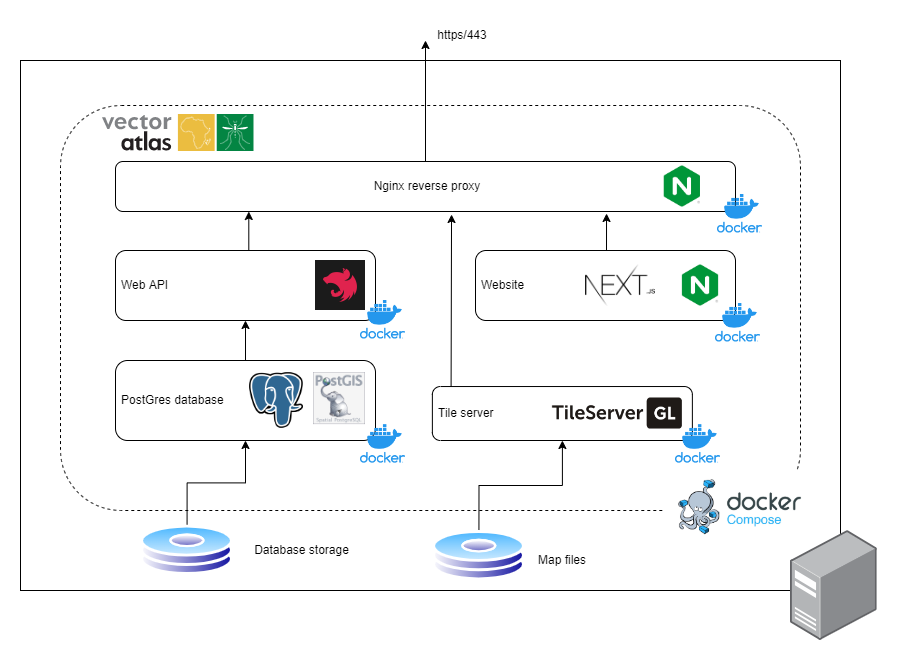 https/443
vector
atlas
Nginx reverse proxy
N
docker
Web API
docker
Website
NEXT.JS
N
docker
PostGres database
PostGIS
Spatial PostgreSQL
docker
Tile server
TileServer GL
docker
docker
Compose
Database storage
Map files